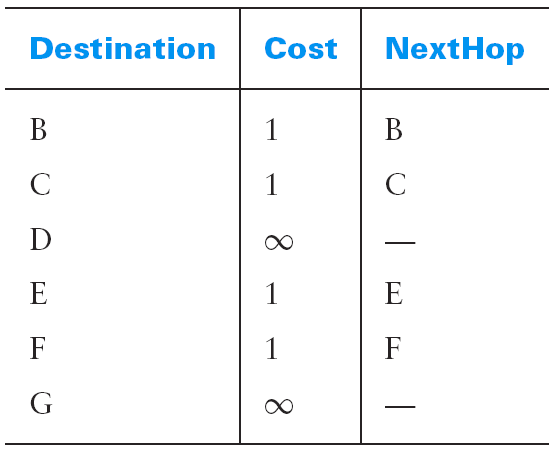 Destination Cost NextHop
B 1 B
C 1 C
D ∞ —
E 1 E
F 1 F
G ∞ —